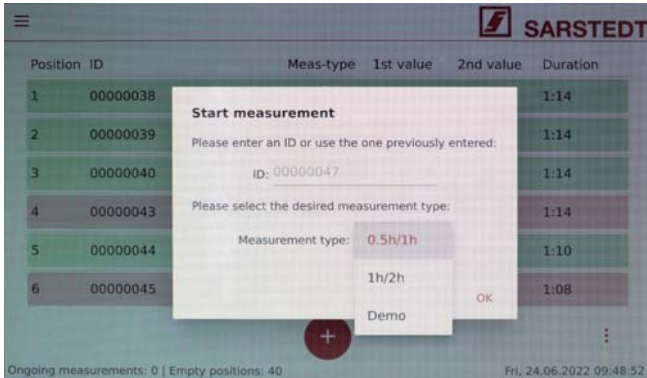 SARSTEDT
Position ID Meas-type 1st value 2nd value Duration
1 00000038 1:14
2 00000039 1:14
3 00000040 1:14
4 00000043 1:14
5 00000044 1:10
6 00000045 1:08
Start measurement
Please enter an ID or use the one previously entered:
ID: 00000047
Please select the desired measurement type:
Measurement type: 0.5h/1h
1h/2h
Demo
OK
+
Ongoing measurements: 0 | Empty positions: 40 Fri, 24.06.2022 09:48:52